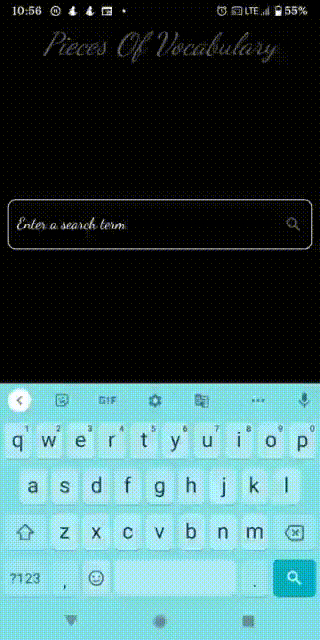 10:56 LTE 55%
Pieces Of Vocabulary
Enter a search term
GIF
1 2 3 4 5 6 7 8 9 0
q w e r t y u i o p
a s d f g h j k l
z x c v b n m
?123 , .